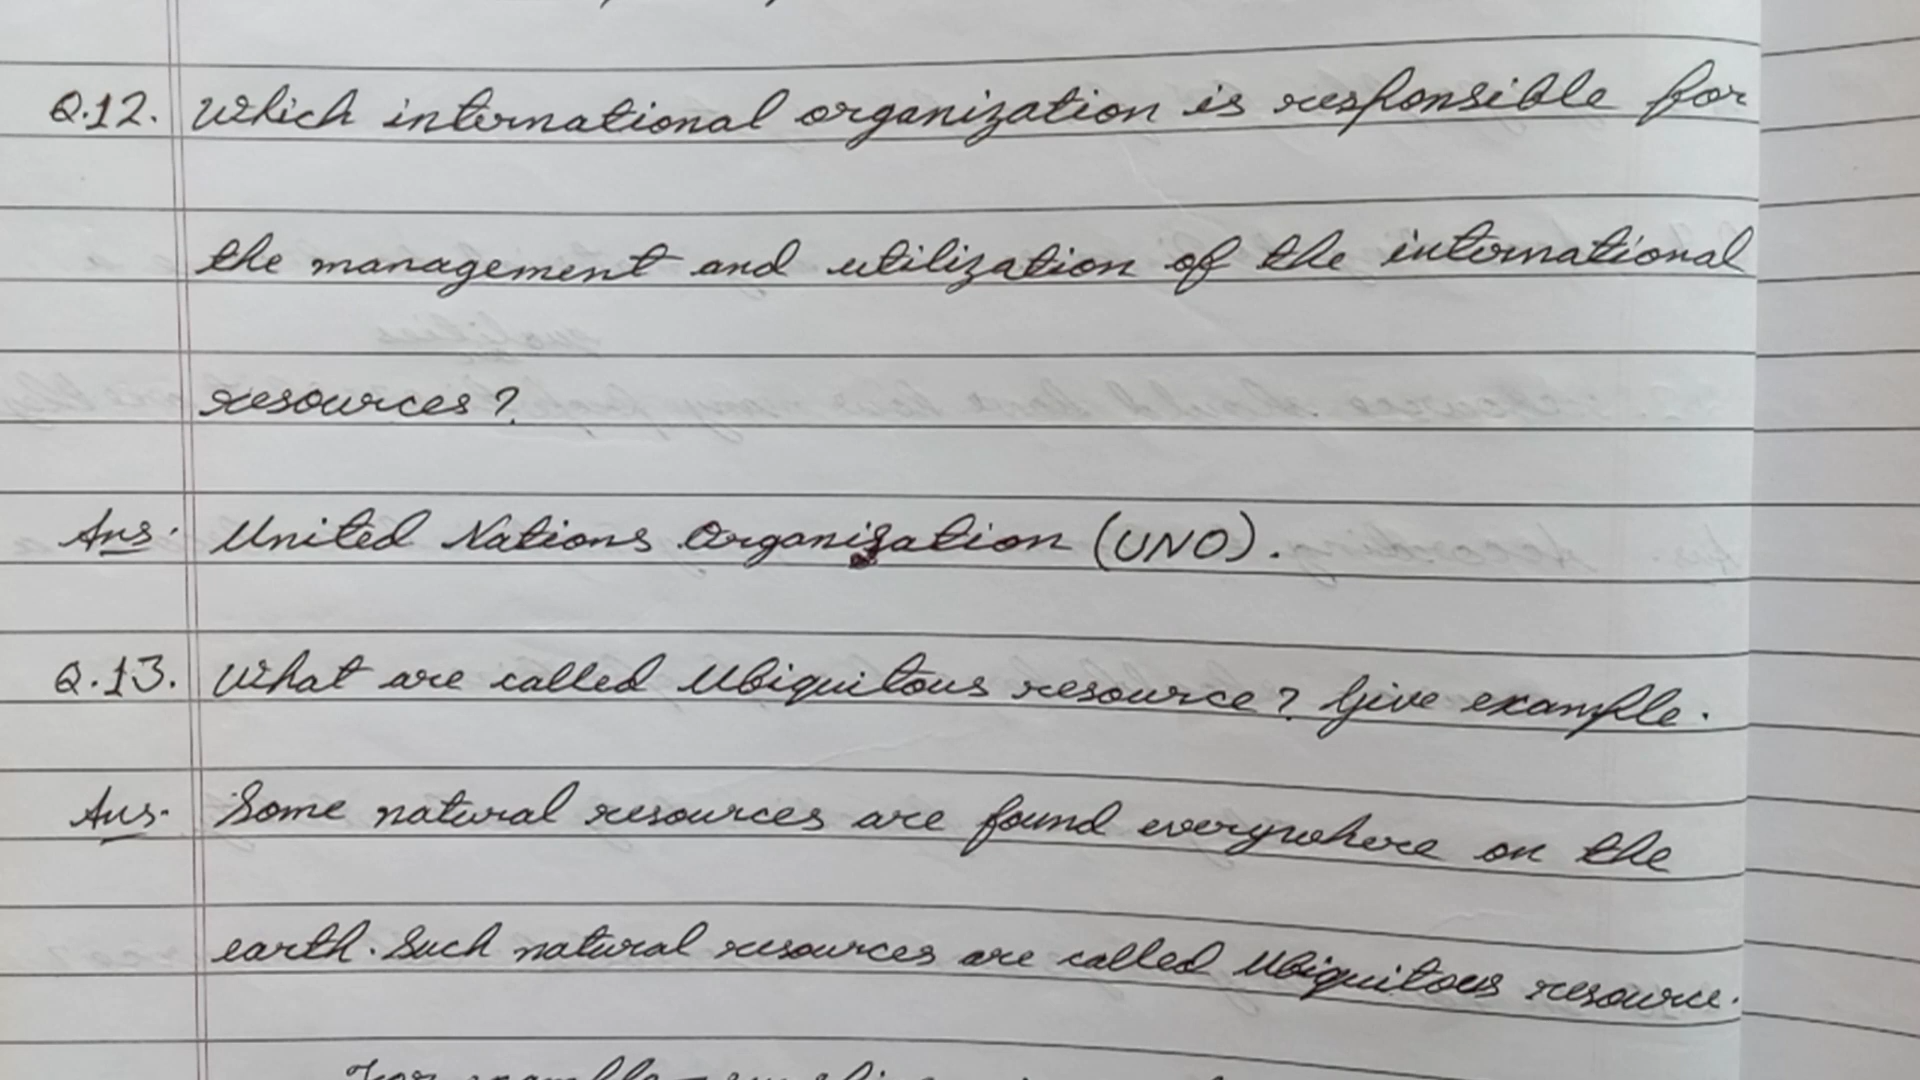 Q.12. Which international organization is responsible for
the management and utilization of the international
resources?
Ans. United Nations Organization (UNO).
Q.13. What are called Ubiquitous resource? Give example.
Ans. Some natural resources are found everywhere on the
earth. Such natural resources are called Ubiquitous resource.
For example -